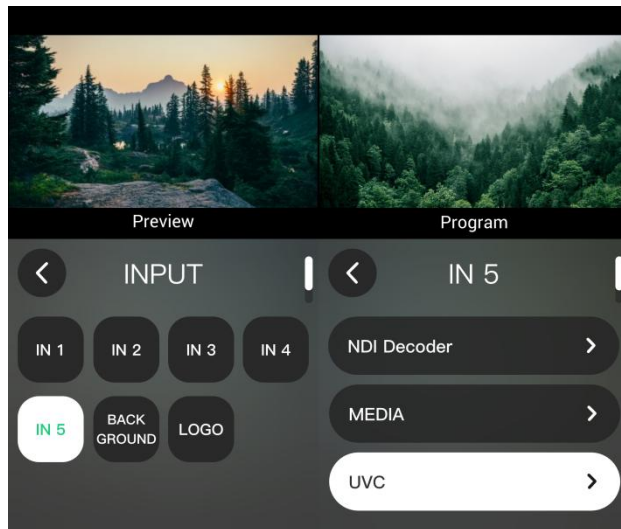 Preview
Program
INPUT
IN 5
IN 1
IN 2
IN 3
IN 4
IN 5
BACK
GROUND
LOGO
NDI Decoder
MEDIA
UVC